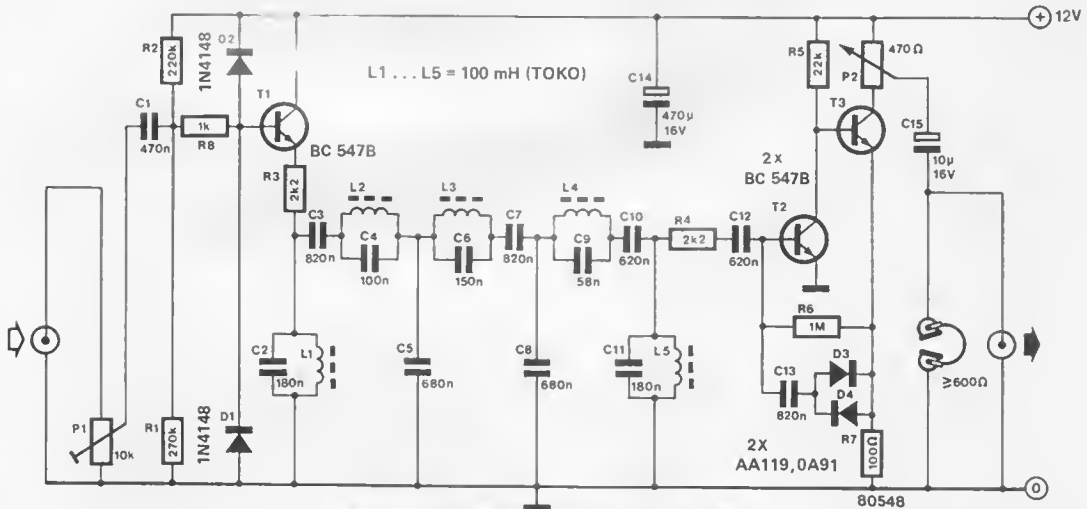 12V
R2
220k
1N4148
D2
C1
470n
1k
R8
T1
BC 547B
L1 . . . L5 = 100 mH (TOKO)
C14
470μ
16V
R5
22k
470Ω
P2
T3
C15
10μ
16V
2x
BC 547B
T2
R3
2k2
C3
820n
L2
C4
100n
L3
C6
150n
C7
820n
L4
C9
58n
C10
620n
R4
2k2
C12
620n
R6
1M
C2
180n
L1
C5
680n
C8
680n
C11
180n
L5
C13
820n
D3
D4
≥600Ω
P1
10k
R1
270k
1N4148
D1
R7
100Ω
2X
AA119,0A91
80548
0